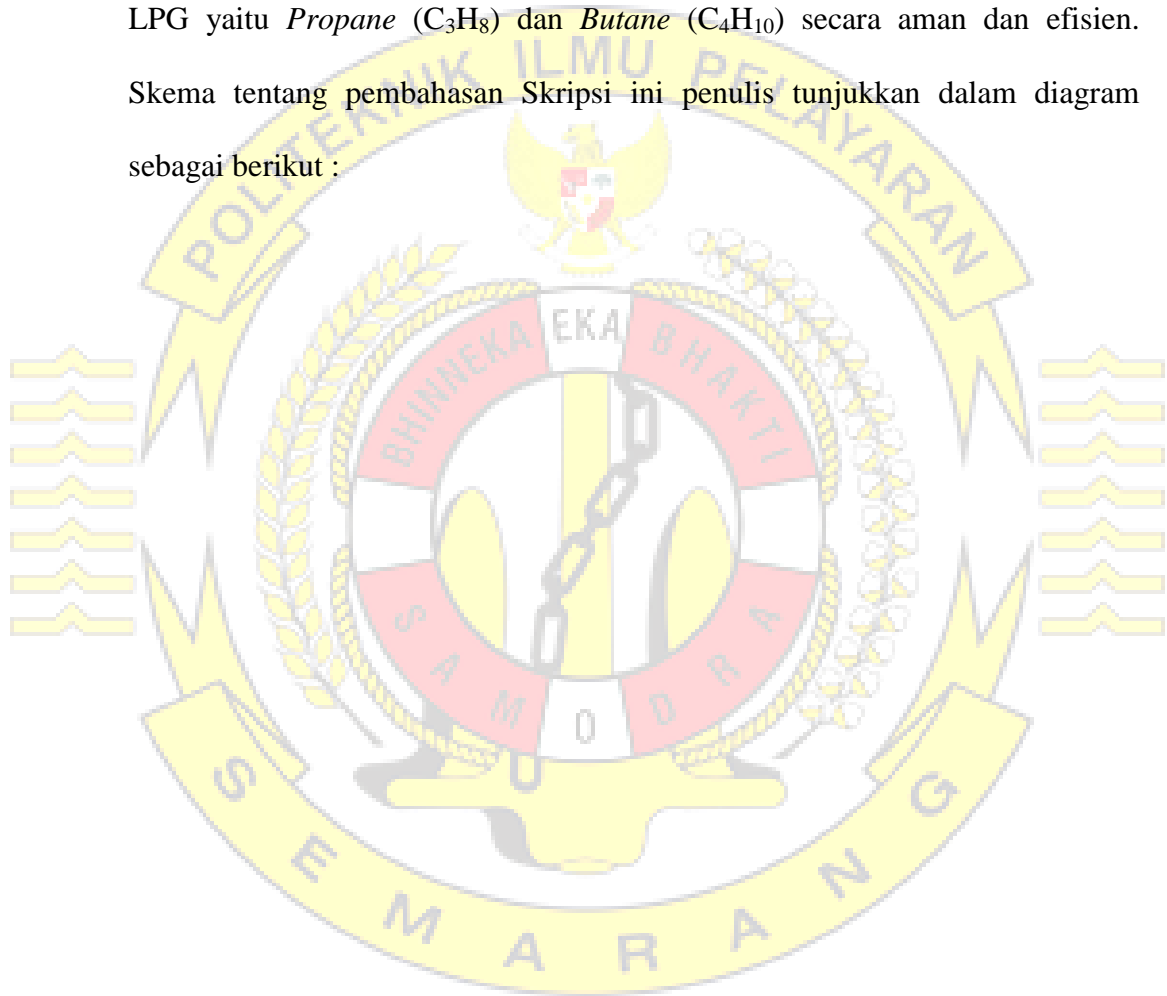 LPG yaitu Propane (C₃H₈) dan Butane (C₄H₁₀) secara aman dan efisien.
Skema tentang pembahasan Skripsi ini penulis tunjukkan dalam diagram
sebagai berikut :
POLITEKNIK ILMU PELAYARAN
BHINNEKA EKA BHAKTI
SAMODRA
SEMARANG